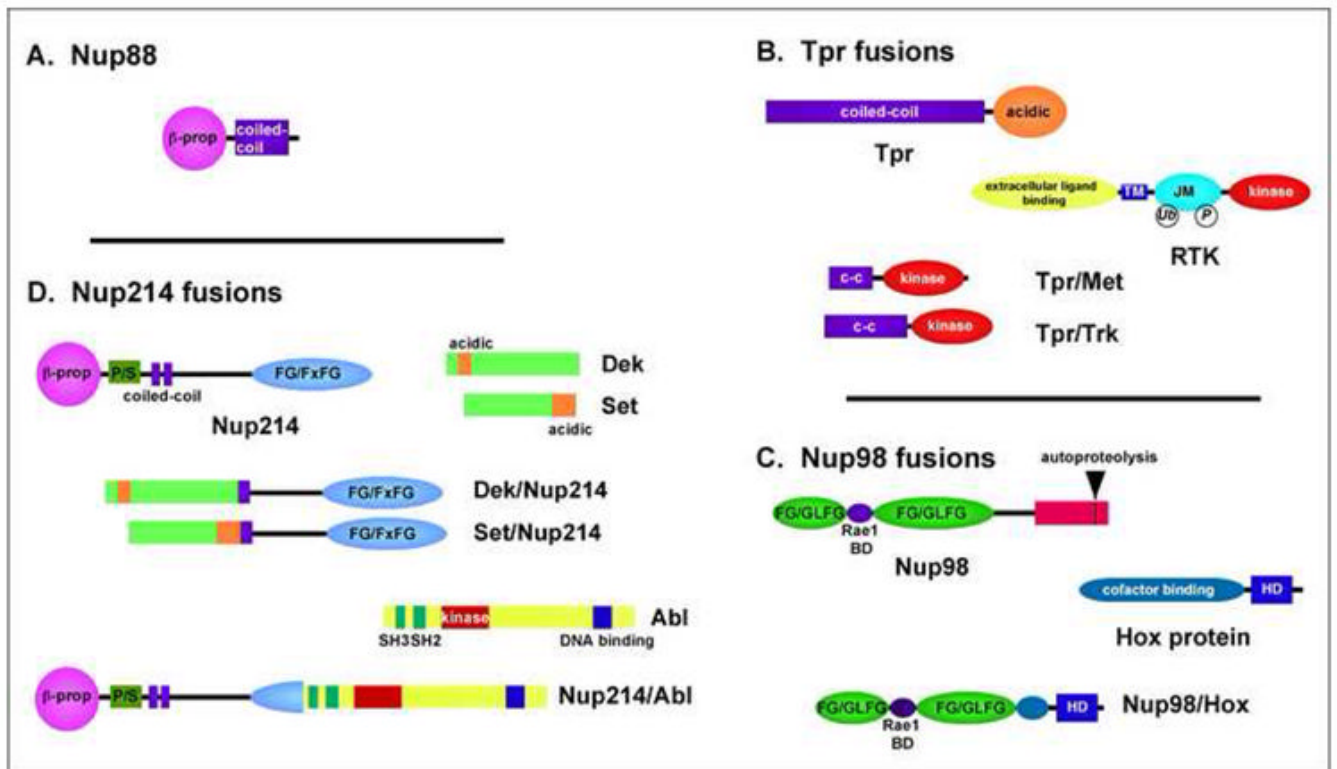 A. Nup88
β-prop
coiled-
coil
B. Tpr fusions
coiled-coil
acidic
Tpr
extracellular ligand
binding
TM
JM
kinase
Ub
P
RTK
c-c
kinase
Tpr/Met
c-c
kinase
Tpr/Trk
D. Nup214 fusions
β-prop
P/S
coiled-coil
FG/FxFG
Nup214
acidic
Dek
Set
acidic
FG/FxFG
Dek/Nup214
FG/FxFG
Set/Nup214
kinase
Abl
SH3SH2
DNA binding
β-prop
P/S
Nup214/Abl
C. Nup98 fusions
autoproteolysis
FG/GLFG
FG/GLFG
Rae1
BD
Nup98
cofactor binding
HD
Hox protein
FG/GLFG
FG/GLFG
HD
Nup98/Hox
Rae1
BD